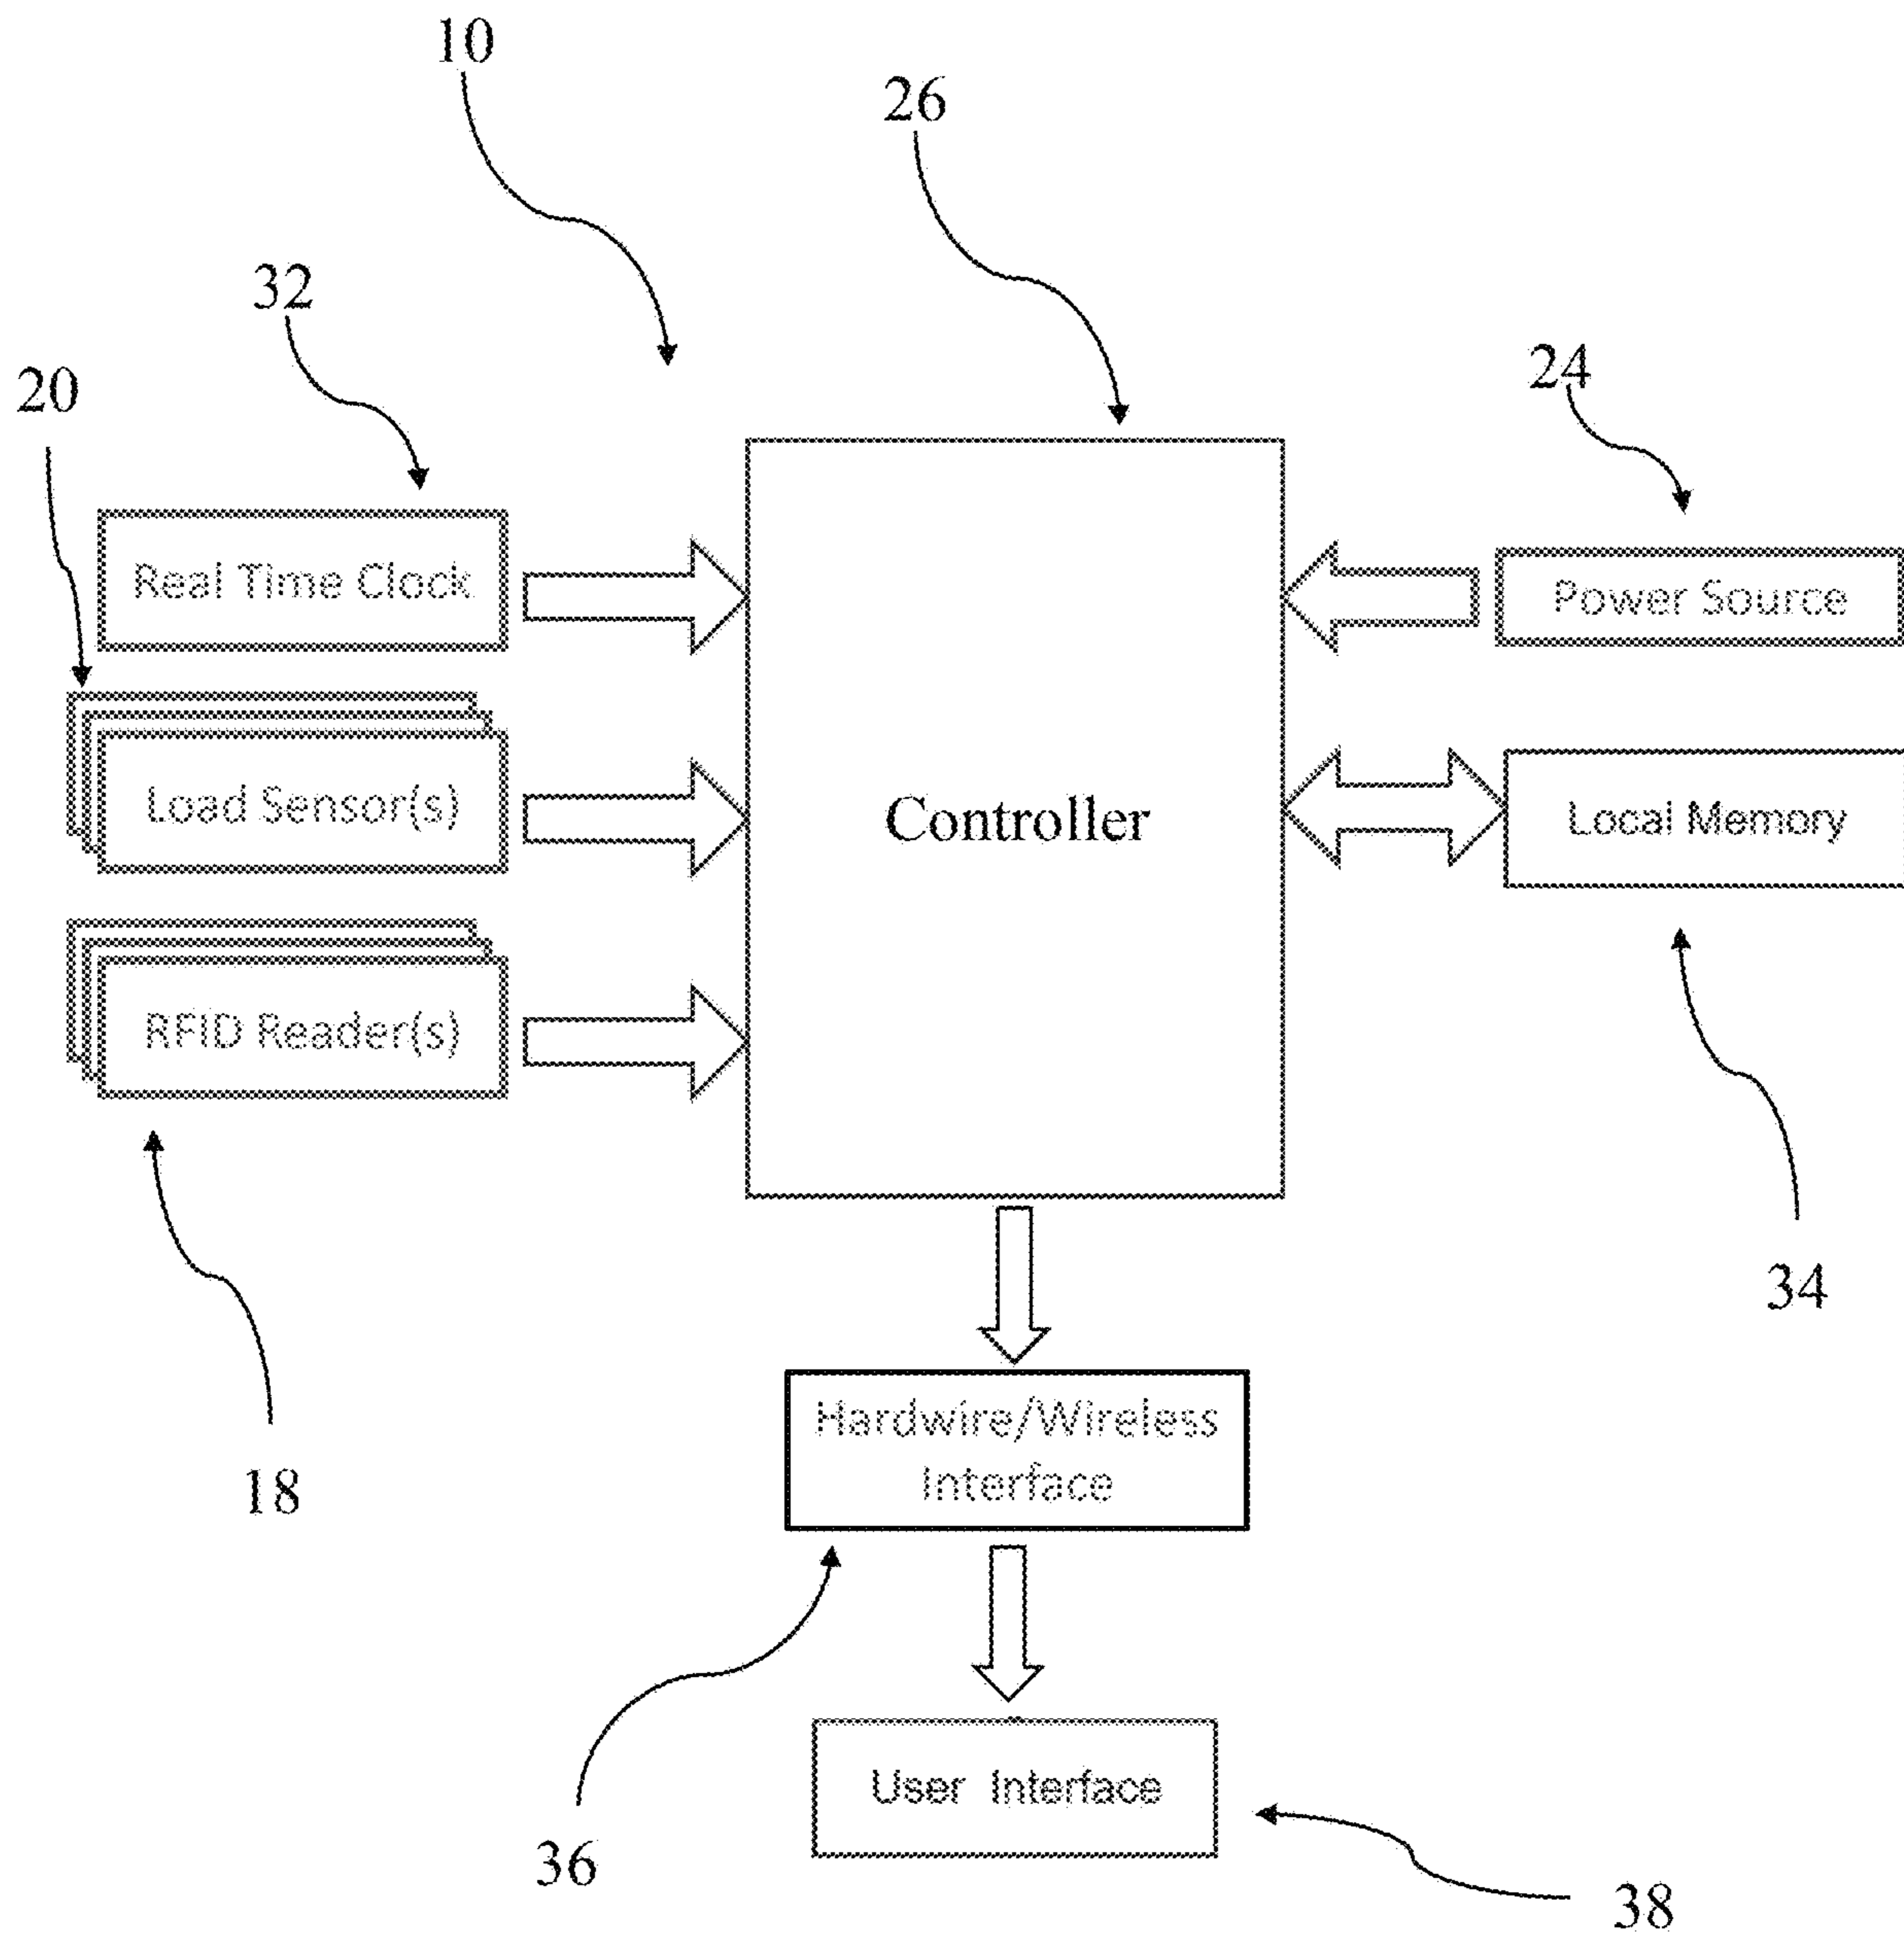 10
26
32
24
20
Real Time Clock
Power Source
Load Sensor(s)
Controller
Local Memory
RFID Reader(s)
34
Hardwire/Wireless
Interface
18
User Interface
36
38